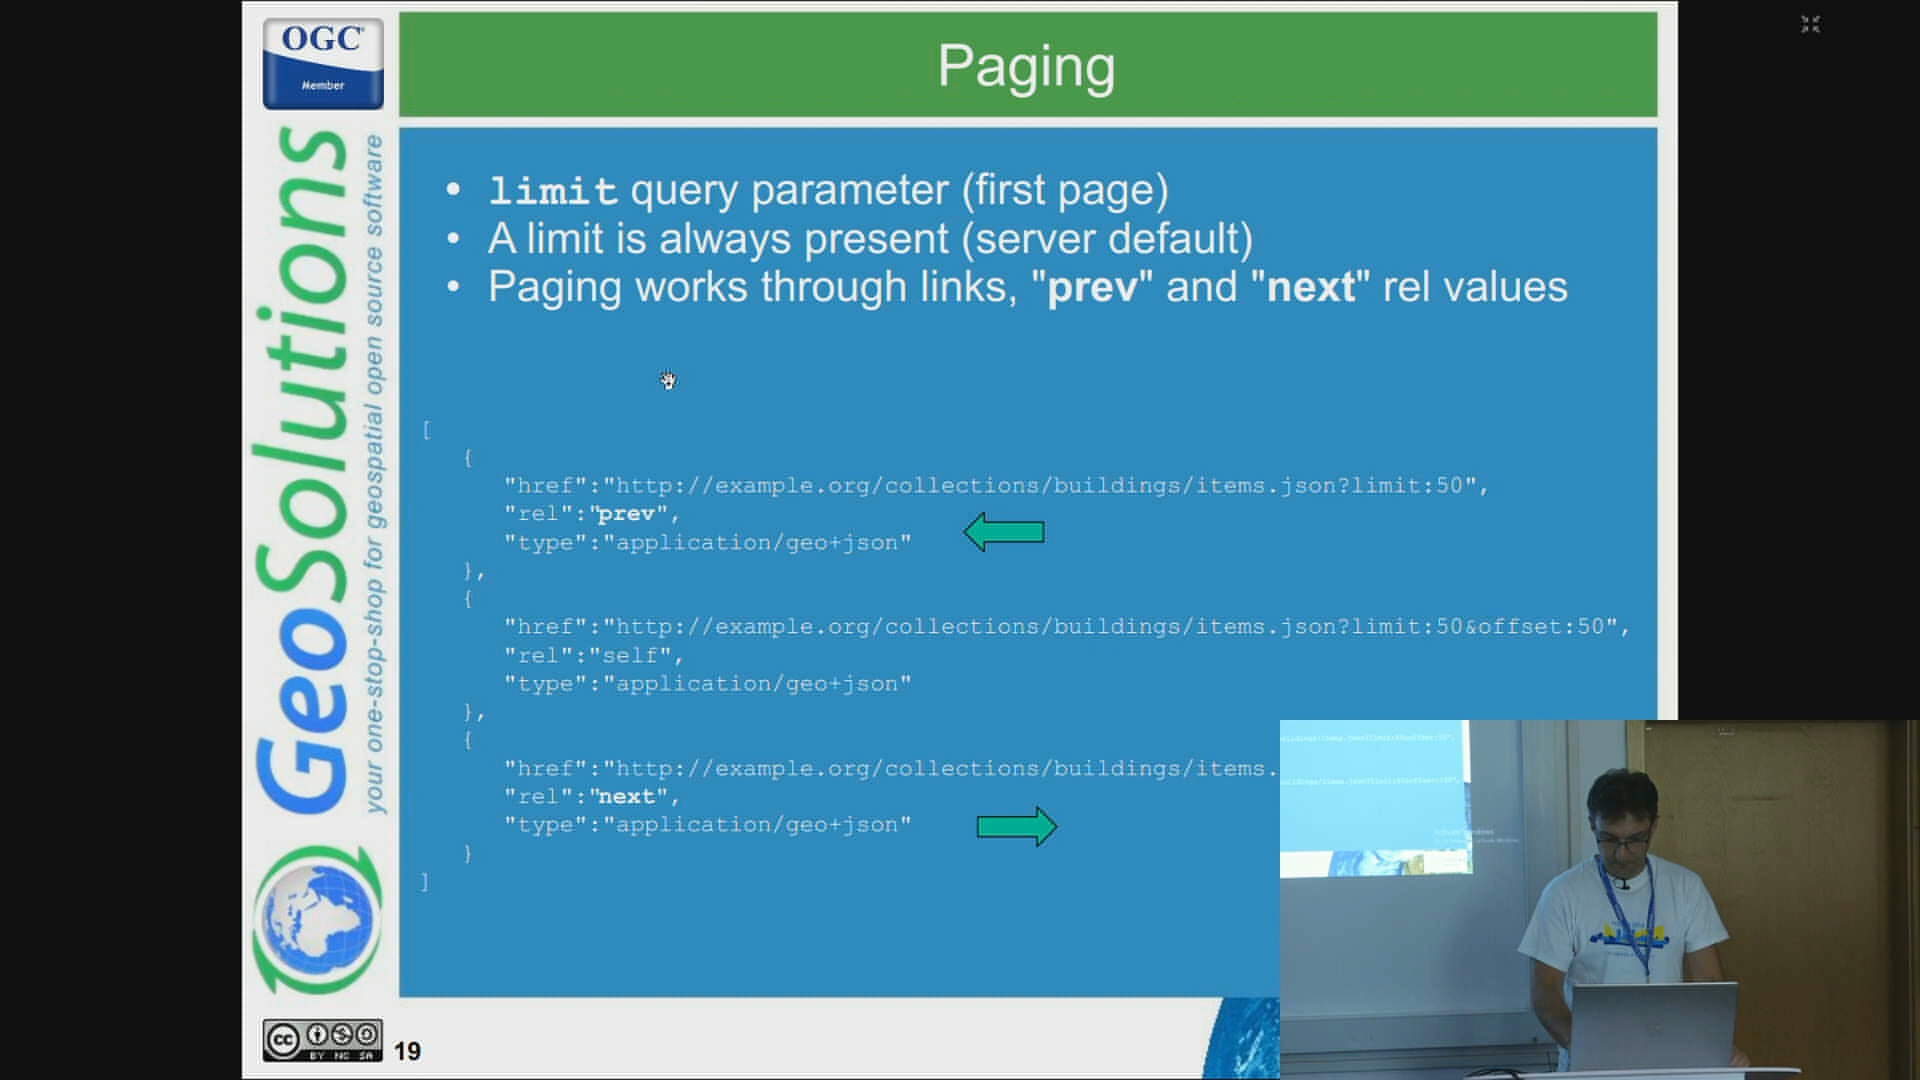 OGC
Member
Paging
• limit query parameter (first page)
• A limit is always present (server default)
• Paging works through links, "prev" and "next" rel values
[
{
"href":"http://example.org/collections/buildings/items.json?limit:50",
"rel":"prev",
"type":"application/geo+json"
},
{
"href":"http://example.org/collections/buildings/items.json?limit:50&offset:50",
"rel":"self",
"type":"application/geo+json"
},
{
"href":"http://example.org/collections/buildings/items.
"rel":"next",
"type":"application/geo+json"
}
]
GeoSolutions
your one-stop-shop for geospatial open source software
CC
BY NC SA
19